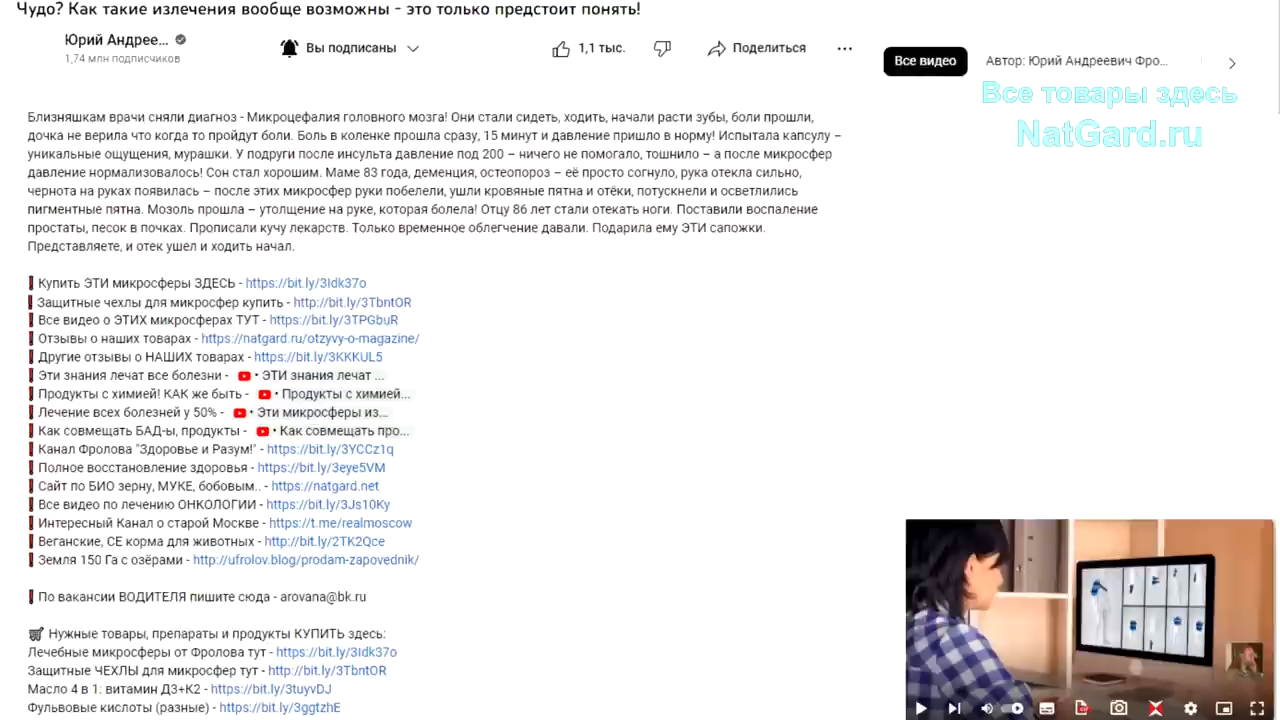 Чудо? Как такие излечения вообще возможны - это только предстоит понять!
Юрий Андрее...
1,74 млн подписчиков
Вы подписаны
1,1 тыс.
Поделиться
Все видео
Автор: Юрий Андреевич Фро...
Все товары здесь
NatGard.ru
Близняшкам врачи сняли диагноз - Микроцефалия головного мозга! Они стали сидеть, ходить, начали расти зубы, боли прошли,
дочка не верила что когда то пройдут боли. Боль в коленке прошла сразу, 15 минут и давление пришло в норму! Испытала капсулу –
уникальные ощущения, мурашки. У подруги после инсульта давление под 200 – ничего не помогало, тошнило – а после микросфер
давление нормализовалось! Сон стал хорошим. Маме 83 года, деменция, остеопороз – её просто согнуло, рука отекла сильно,
чернота на руках появилась – после этих микросфер руки побелели, ушли кровяные пятна и отёки, потускнели и осветлились
пигментные пятна. Мозоль прошла – утолщение на руке, которая болела! Отцу 86 лет стали отекать ноги. Поставили воспаление
простаты, песок в почках. Прописали кучу лекарств. Только временное облегчение давали. Подарила ему ЭТИ сапожки.
Представляете, и отек ушел и ходить начал.
❗Купить ЭТИ микросферы ЗДЕСЬ - https://bit.ly/3Idk37o
❗Защитные чехлы для микросфер купить - http://bit.ly/3TbntOR
❗Все видео о ЭТИХ микросферах ТУТ - https://bit.ly/3TPGbuR
❗Отзывы о наших товарах - https://natgard.ru/otzyvy-o-magazine/
❗Другие отзывы о НАШИХ товарах - https://bit.ly/3KKKUL5
❗Эти знания лечат все болезни - • ЭТИ знания лечат ...
❗Продукты с химией! КАК же быть - • Продукты с химией...
❗Лечение всех болезней у 50% - • Эти микросферы из...
❗Как совмещать БАД-ы, продукты - • Как совмещать про...
❗Канал Фролова "Здоровье и Разум!" - https://bit.ly/3YCCz1q
❗Полное восстановление здоровья - https://bit.ly/3eye5VM
❗Сайт по БИО зерну, МУКЕ, бобовым.. - https://natgard.net
❗Все видео по лечению ОНКОЛОГИИ - https://bit.ly/3Js10Ky
❗Интересный Канал о старой Москве - https://t.me/realmoscow
❗Веганские, СЕ корма для животных - http://bit.ly/2TK2Qce
❗Земля 150 Га с озёрами - http://ufrolov.blog/prodam-zapovednik/
❗По вакансии ВОДИТЕЛЯ пишите сюда - arovana@bk.ru
🛒 Нужные товары, препараты и продукты КУПИТЬ здесь:
Лечебные микросферы от Фролова тут - https://bit.ly/3Idk37o
Защитные ЧЕХЛЫ для микросфер тут - http://bit.ly/3TbntOR
Масло 4 в 1: витамин Д3+К2 - https://bit.ly/3tuyvDJ
Фульвовые кислоты (разные) - https://bit.ly/3ggtzhE